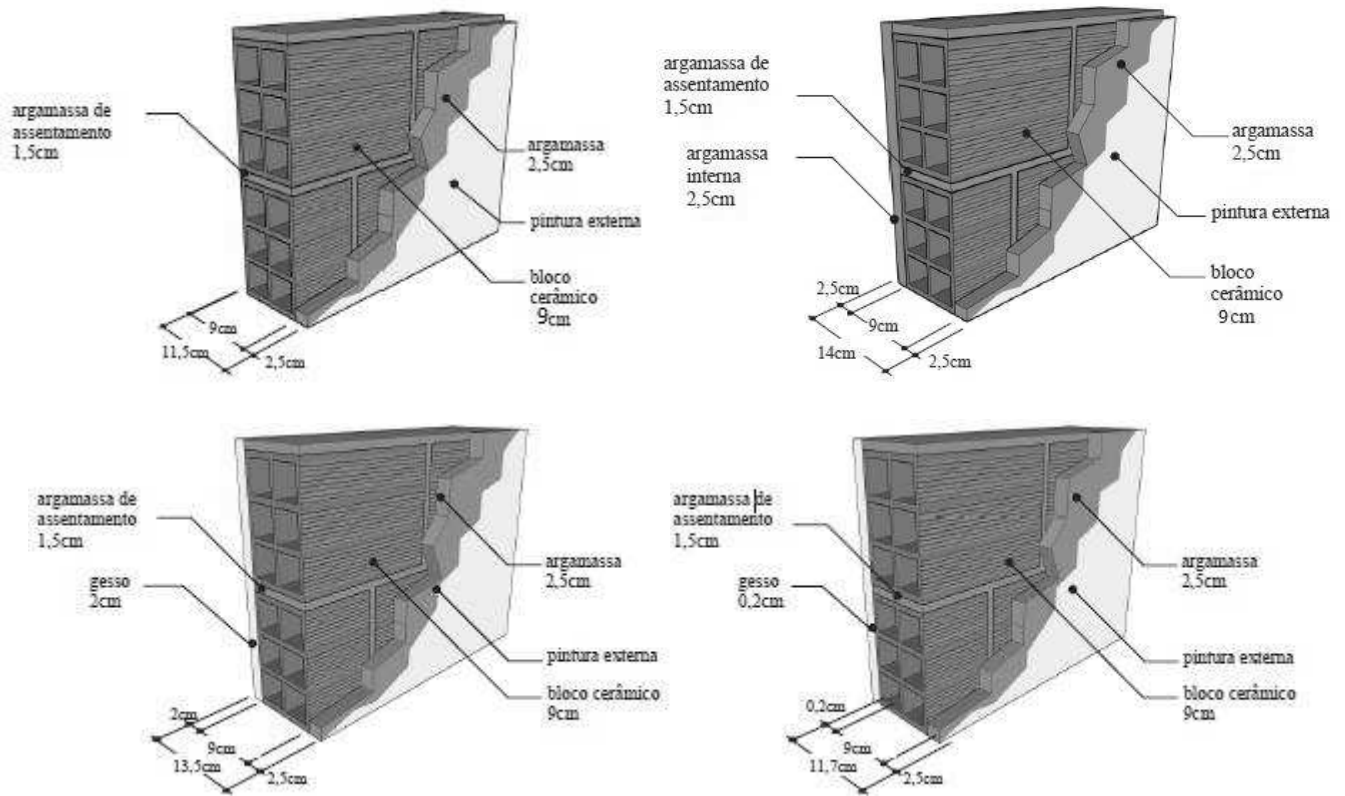 argamassa de
assentamento
1,5cm
argamassa
2,5cm
pintura externa
bloco
cerâmico
9cm
9cm
11,5cm
2,5cm
argamassa de
assentamento
1,5cm
argamassa
interna
2,5cm
argamassa
2,5cm
pintura externa
bloco
cerâmico
9cm
2,5cm
9cm
14cm
2,5cm
argamassa de
assentamento
1,5cm
gesso
2cm
argamassa
2,5cm
pintura externa
bloco cerâmico
9cm
2cm
9cm
13,5cm
2,5cm
argamassa de
assentamento
1,5cm
gesso
0,2cm
argamassa
2,5cm
pintura externa
bloco cerâmico
9cm
0,2cm
9cm
11,7cm
2,5cm